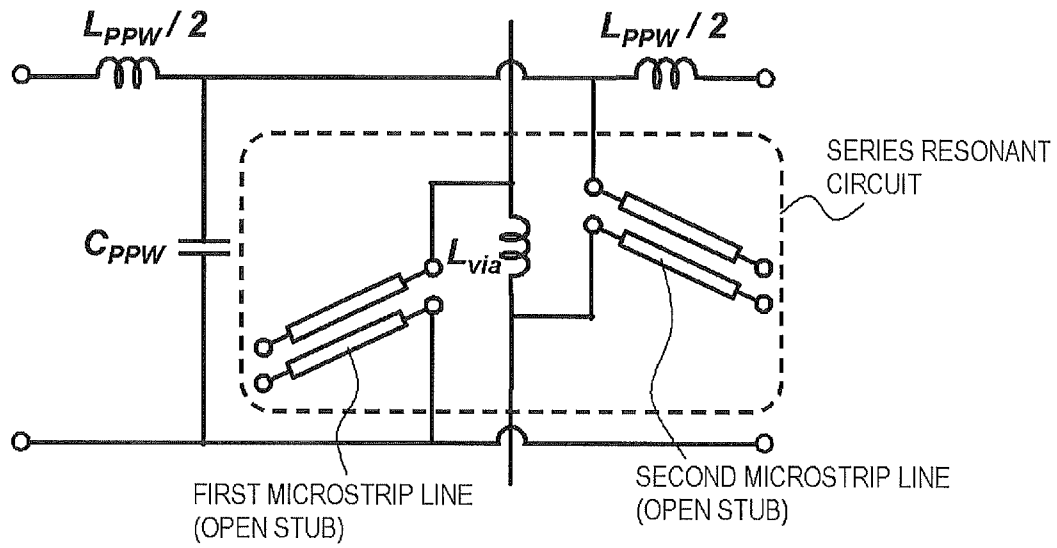 L_PPW / 2
L_PPW / 2
SERIES RESONANT
CIRCUIT
C_PPW
L_via
FIRST MICROSTRIP LINE
(OPEN STUB)
SECOND MICROSTRIP LINE
(OPEN STUB)